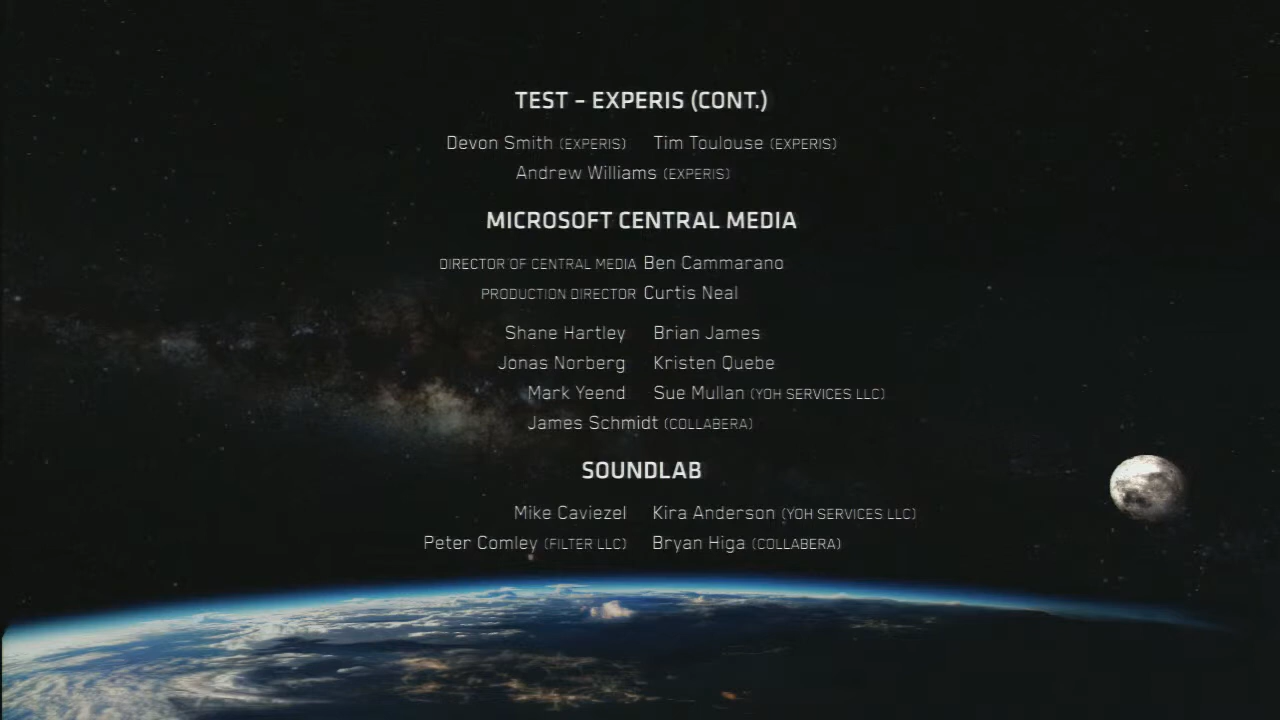 TEST – EXPERIS (CONT.)
Devon Smith (EXPERIS) Tim Toulouse (EXPERIS)
Andrew Williams (EXPERIS)
MICROSOFT CENTRAL MEDIA
DIRECTOR OF CENTRAL MEDIA Ben Cammarano
PRODUCTION DIRECTOR Curtis Neal
Shane Hartley Brian James
Jonas Norberg Kristen Quebe
Mark Yeend Sue Mullan (YOH SERVICES LLC)
James Schmidt (COLLABERA)
SOUNDLAB
Mike Caviezel Kira Anderson (YOH SERVICES LLC)
Peter Comley (FILTER LLC) Bryan Higa (COLLABERA)